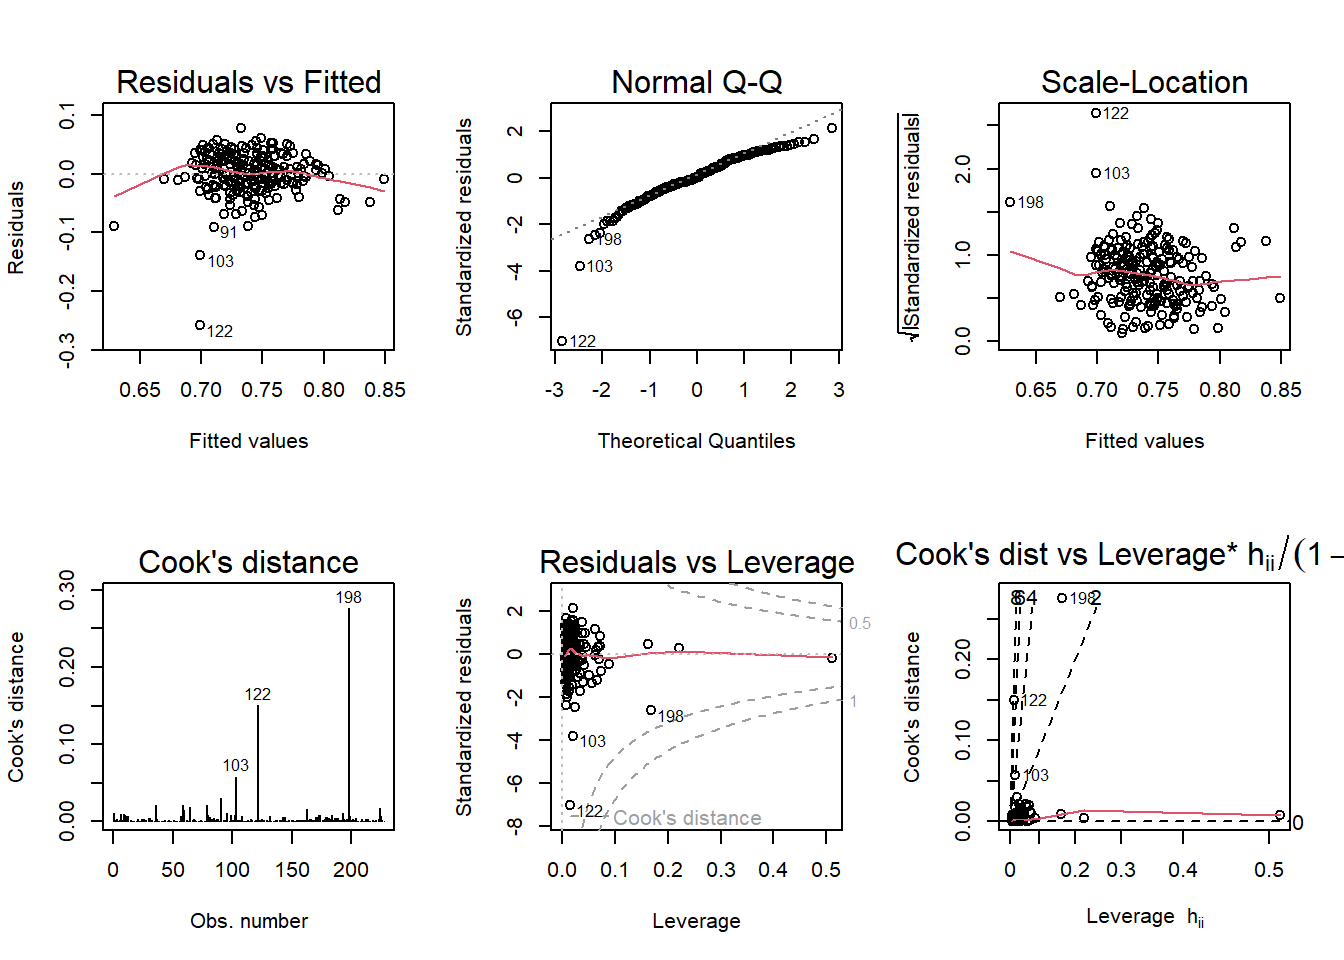 Residuals vs Fitted
Residuals
0.1
0.0
-0.1
-0.2
-0.3
91
103
122
0.65 0.70 0.75 0.80 0.85
Fitted values
Normal Q-Q
Standardized residuals
2
0
-2
-4
-6
198
103
122
-3 -2 -1 0 1 2 3
Theoretical Quantiles
Scale-Location
√|Standardized residuals|
2.0
1.0
0.0
122
103
198
0.65 0.70 0.75 0.80 0.85
Fitted values
Cook's distance
Cook's distance
0.30
0.20
0.10
0.00
198
122
103
0 50 100 150 200
Obs. number
Residuals vs Leverage
Standardized residuals
2
0
-2
-4
-6
-8
0.5
1
198
103
122
Cook's distance
0.0 0.1 0.2 0.3 0.4 0.5
Leverage
Cook's dist vs Leverage* hii/(1 −
Cook's distance
0.20
0.10
0.00
8 6 4 2
198
122
103
0
0 0.1 0.2 0.3 0.4 0.5
Leverage hii